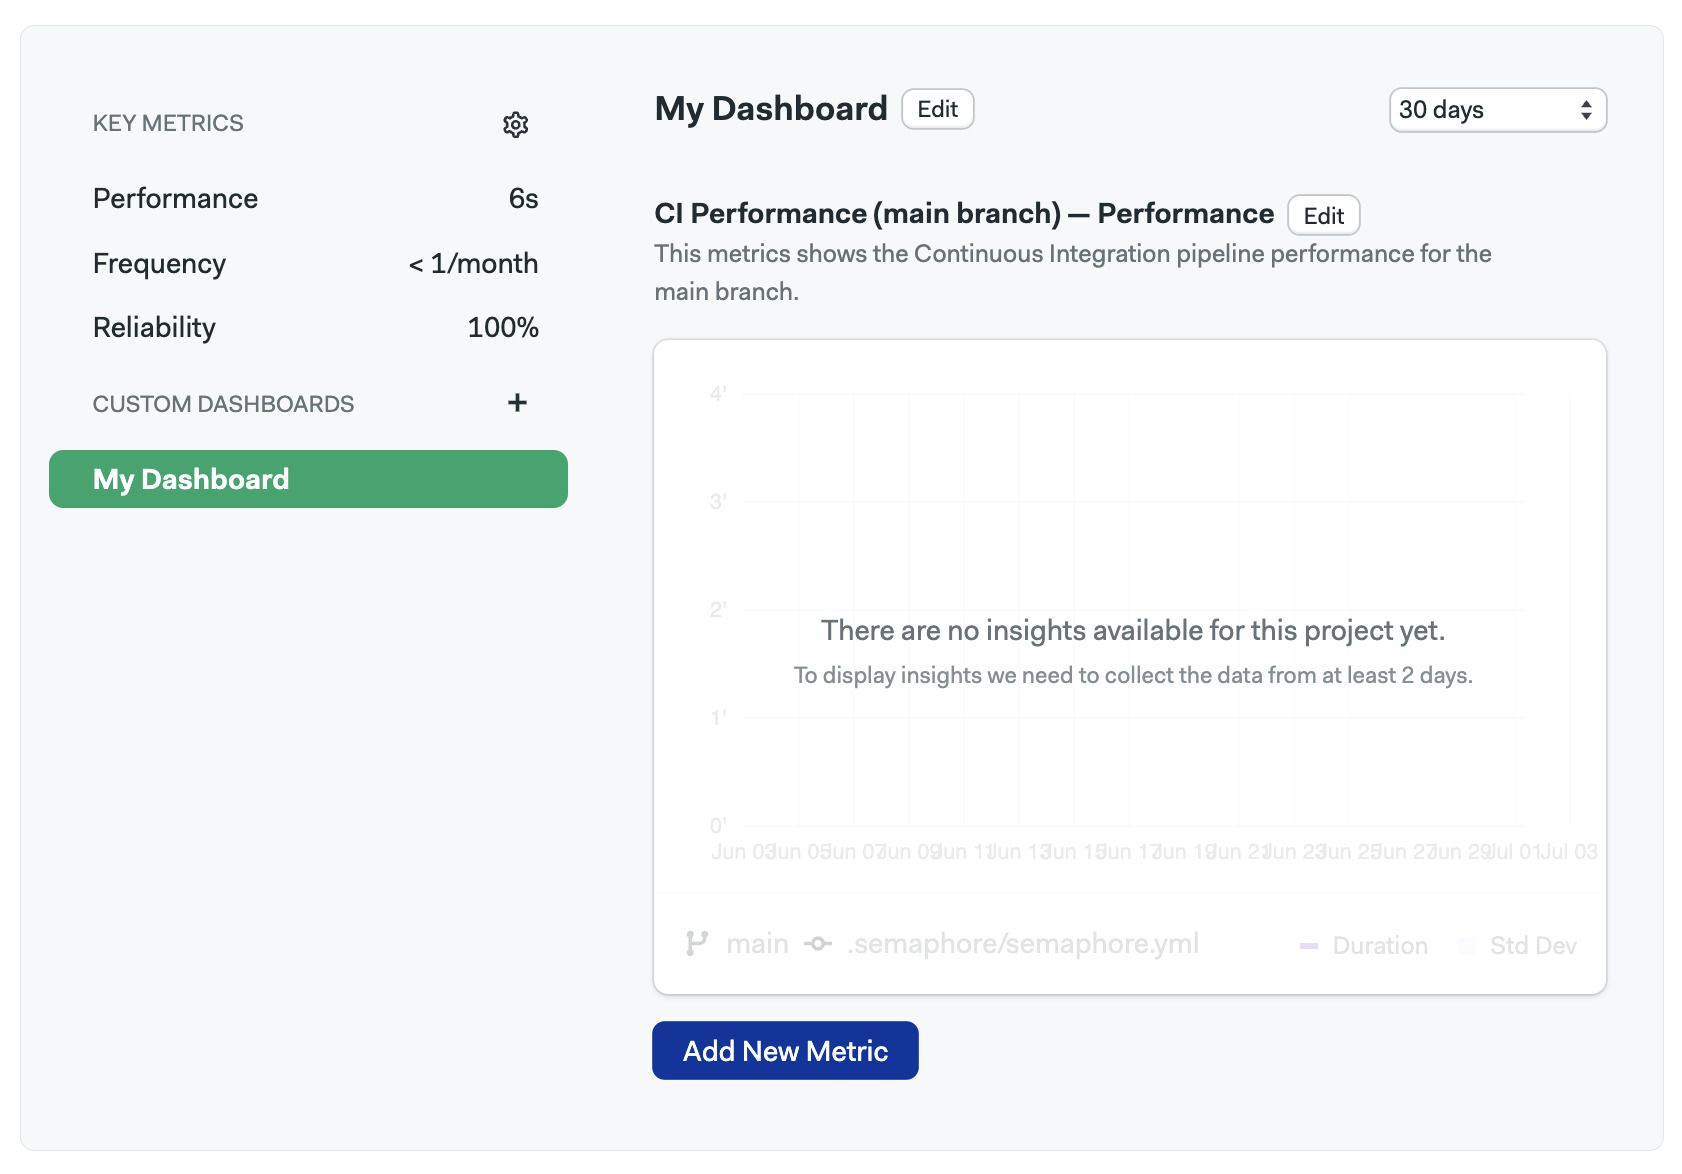 KEY METRICS
Performance 6s
Frequency < 1/month
Reliability 100%
CUSTOM DASHBOARDS +
My Dashboard
My Dashboard Edit 30 days
CI Performance (main branch) — Performance Edit
This metrics shows the Continuous Integration pipeline performance for the
main branch.
4'
3'
2'
There are no insights available for this project yet.
To display insights we need to collect the data from at least 2 days.
1'
0'
Jun 03 Jun 05 Jun 07 Jun 09 Jun 11 Jun 13 Jun 15 Jun 17 Jun 19 Jun 21 Jun 23 Jun 25 Jun 27 Jun 29 Jul 01 Jul 03
main .semaphore/semaphore.yml Duration Std Dev
Add New Metric